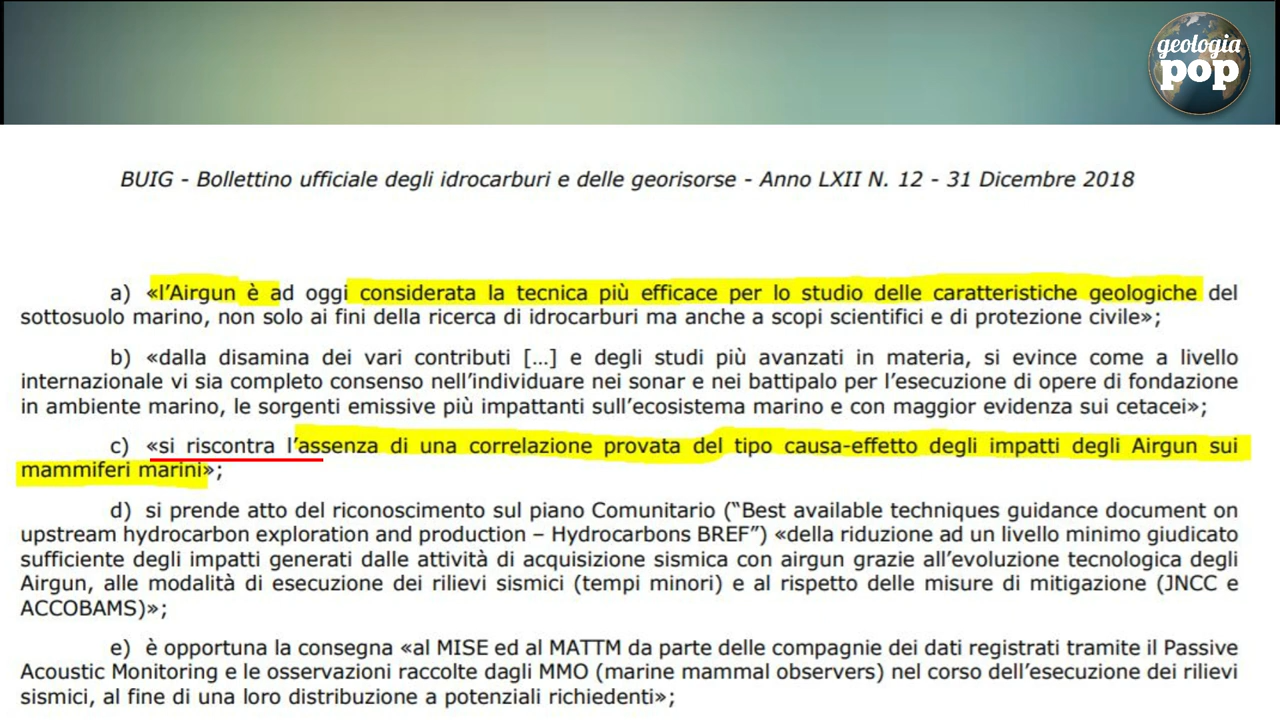 geologia
pop
BUIG - Bollettino ufficiale degli idrocarburi e delle georisorse - Anno LXII N. 12 - 31 Dicembre 2018
a) «l’Airgun è ad oggi considerata la tecnica più efficace per lo studio delle caratteristiche geologiche del
sottosuolo marino, non solo ai fini della ricerca di idrocarburi ma anche a scopi scientifici e di protezione civile»;
b) «dalla disamina dei vari contributi […] e degli studi più avanzati in materia, si evince come a livello
internazionale vi sia completo consenso nell’individuare nei sonar e nei battipalo per l’esecuzione di opere di fondazione
in ambiente marino, le sorgenti emissive più impattanti sull’ecosistema marino e con maggior evidenza sui cetacei»;
c) «si riscontra l’assenza di una correlazione provata del tipo causa-effetto degli impatti degli Airgun sui
mammiferi marini»;
d) si prende atto del riconoscimento sul piano Comunitario (“Best available techniques guidance document on
upstream hydrocarbon exploration and production – Hydrocarbons BREF”) «della riduzione ad un livello minimo giudicato
sufficiente degli impatti generati dalle attività di acquisizione sismica con airgun grazie all’evoluzione tecnologica degli
Airgun, alle modalità di esecuzione dei rilievi sismici (tempi minori) e al rispetto delle misure di mitigazione (JNCC e
ACCOBAMS)»;
e) è opportuna la consegna «al MISE ed al MATTM da parte delle compagnie dei dati registrati tramite il Passive
Acoustic Monitoring e le osservazioni raccolte dagli MMO (marine mammal observers) nel corso dell’esecuzione dei rilievi
sismici, al fine di una loro distribuzione a potenziali richiedenti»;